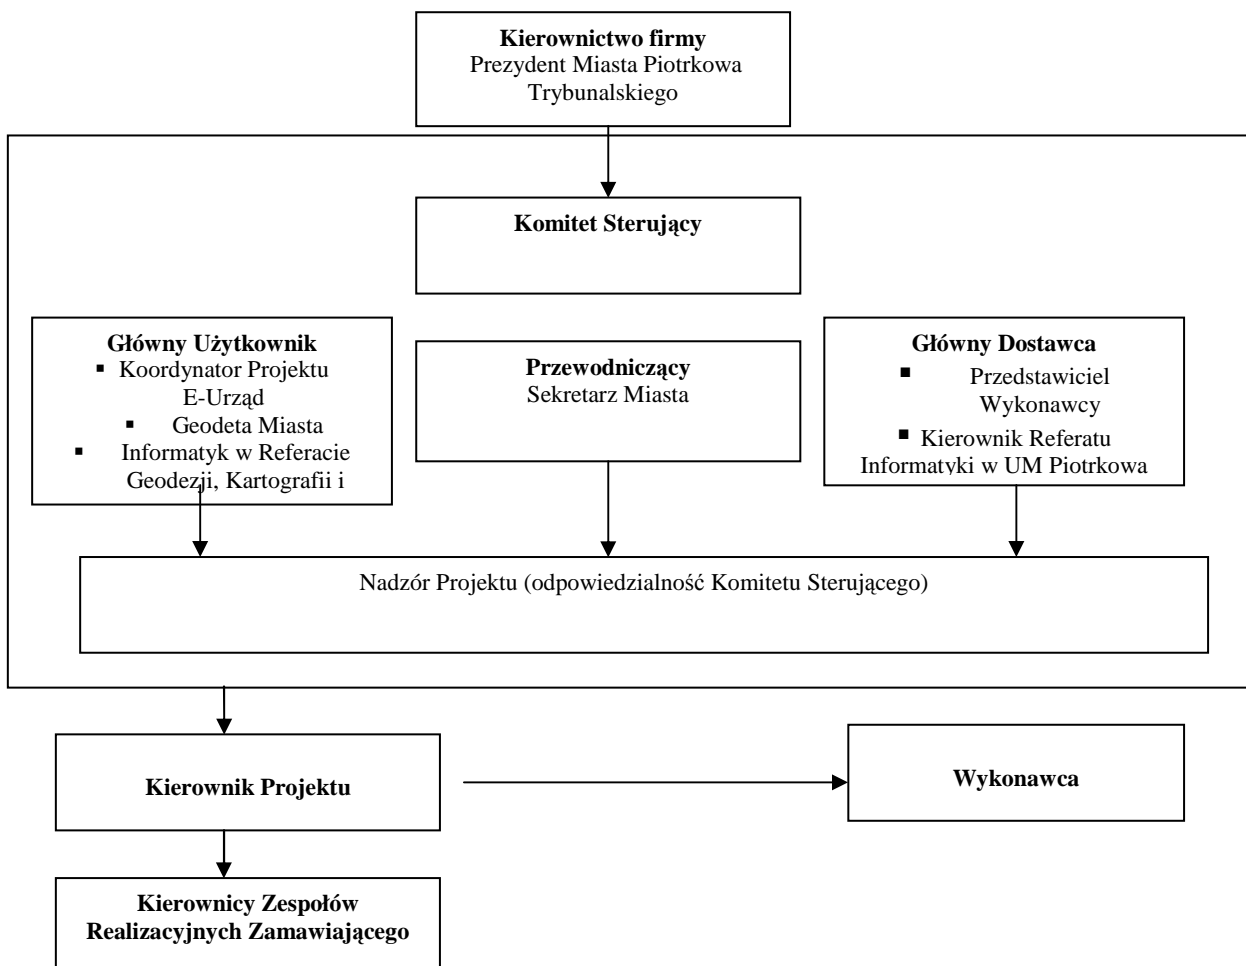 Kierownictwo firmy
Prezydent Miasta Piotrkowa
Trybunalskiego
Komitet Sterujący
Główny Użytkownik
▪ Koordynator Projektu
E-Urząd
▪ Geodeta Miasta
▪ Informatyk w Referacie
Geodezji, Kartografii i
Przewodniczący
Sekretarz Miasta
Główny Dostawca
▪ Przedstawiciel
Wykonawcy
▪ Kierownik Referatu
Informatyki w UM Piotrkowa
Nadzór Projektu (odpowiedzialność Komitetu Sterującego)
Kierownik Projektu
Wykonawca
Kierownicy Zespołów
Realizacyjnych Zamawiającego